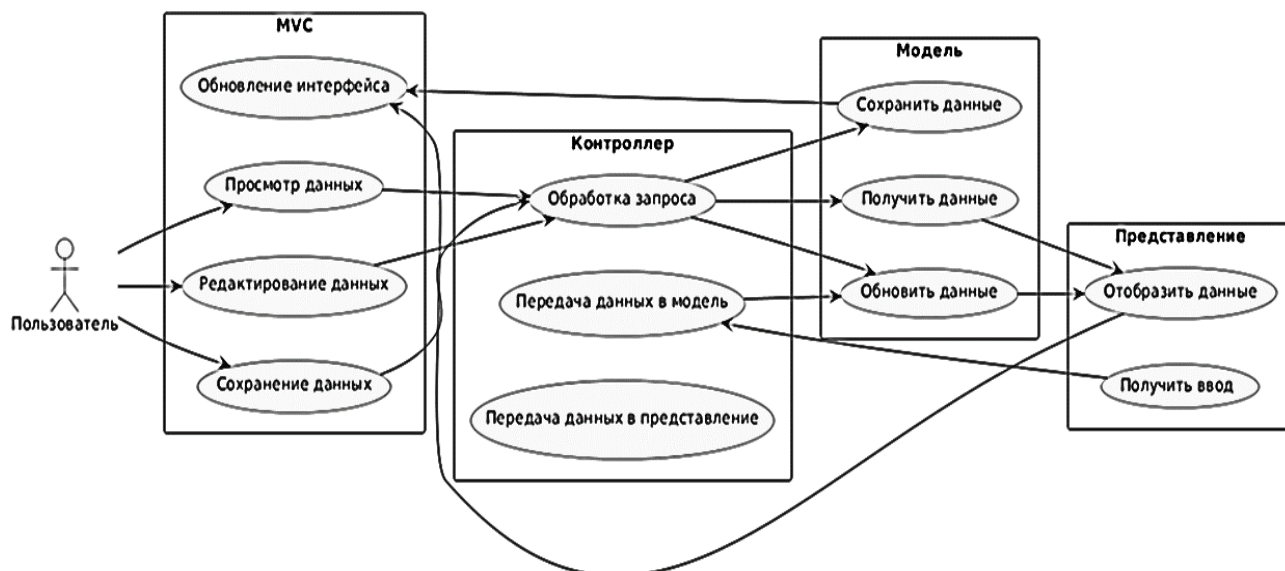 MVC
Обновление интерфейса
Просмотр данных
Редактирование данных
Сохранение данных
Пользователь
Контроллер
Обработка запроса
Передача данных в модель
Передача данных в представление
Модель
Сохранить данные
Получить данные
Обновить данные
Представление
Отобразить данные
Получить ввод